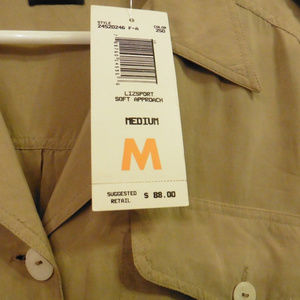 STYLE
COLOR
24520246 F-A
250
LIZSPORT
SOFT APPROACH
MEDIUM
M
SUGGESTED
RETAIL
$ 88.00